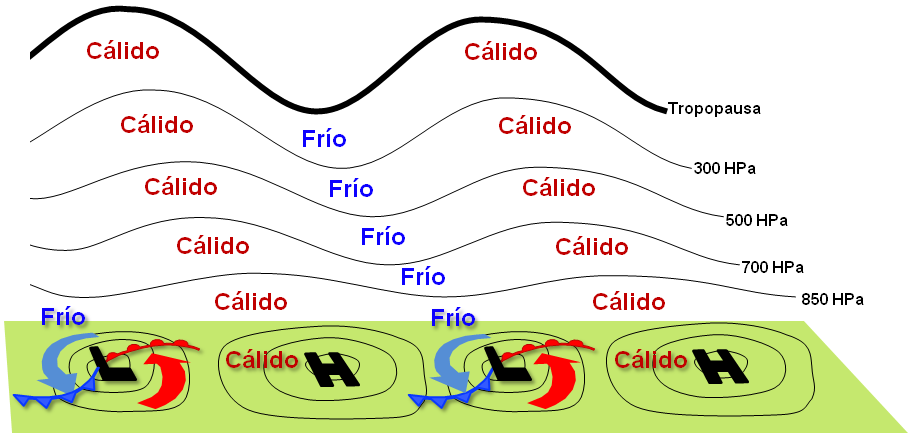 Cálido
Cálido
Tropopausa
Cálido
Frío
Cálido
300 HPa
Cálido
Frío
Cálido
500 HPa
Cálido
Frío
Cálido
700 HPa
Cálido
Frío
Cálido
850 HPa
Frío
Frío
L
Cálido
H
L
Cálido
H